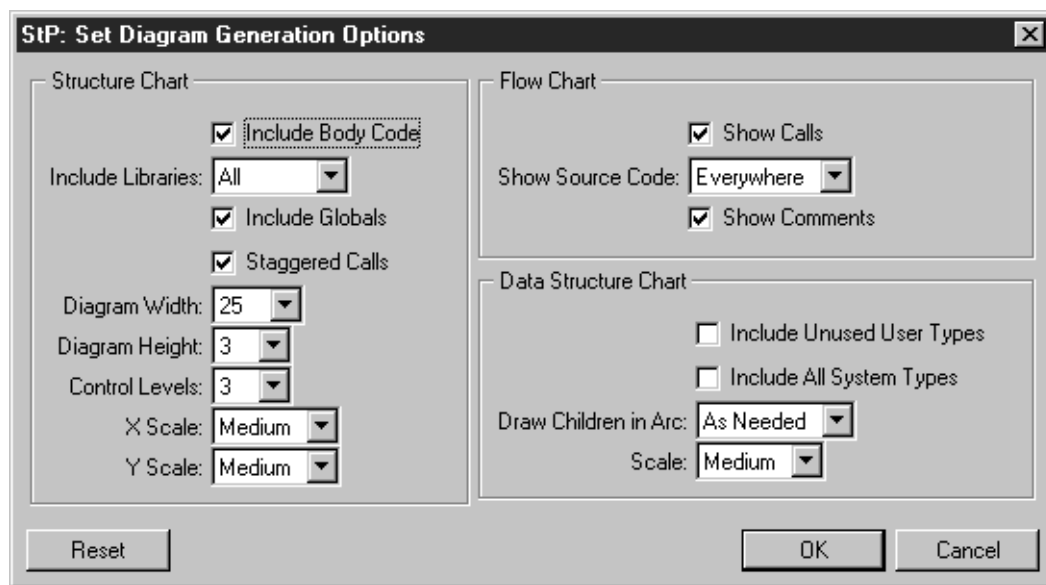 StP: Set Diagram Generation Options
Structure Chart
Include Body Code
Include Libraries: All
Include Globals
Staggered Calls
Diagram Width: 25
Diagram Height: 3
Control Levels: 3
X Scale: Medium
Y Scale: Medium
Flow Chart
Show Calls
Show Source Code: Everywhere
Show Comments
Data Structure Chart
Include Unused User Types
Include All System Types
Draw Children in Arc: As Needed
Scale: Medium
Reset
OK
Cancel